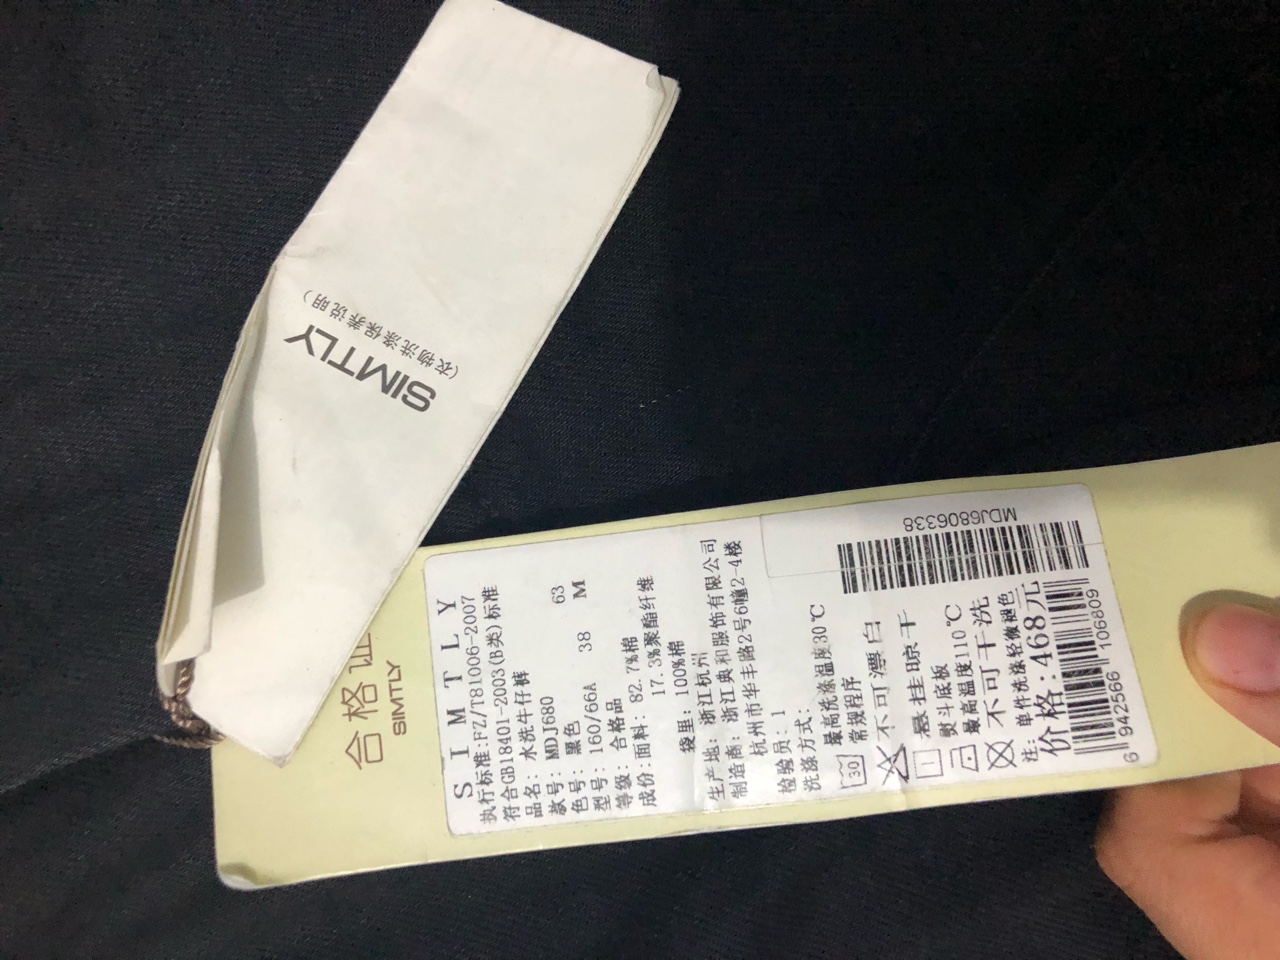 SIMTLY
(衣物洗涤保养说明)
合格证
SIMTLY
SIMTLY
执行标准:FZ/T81006-2007
符合GB18401-2003(B类)标准
品名: 水洗牛仔裤
款号: MDJ680
色号: 黑色 38 63
型号: 160/66A M
等级: 合格品
成份:面料: 82.7%棉
17.3%聚酯纤维
袋里: 100%棉
生产地: 浙江杭州
制造商: 浙江典和服饰有限公司
杭州市华丰路2号6幢2-4楼
检验员: 1
洗涤方式:
30 最高洗涤温度30℃
常规程序
不可漂白
悬挂晾干
熨斗底板
最高温度110℃
不可干洗
注: 单件洗涤轻微褪色
价格:468元
MDJ6806338
6 942566 106809